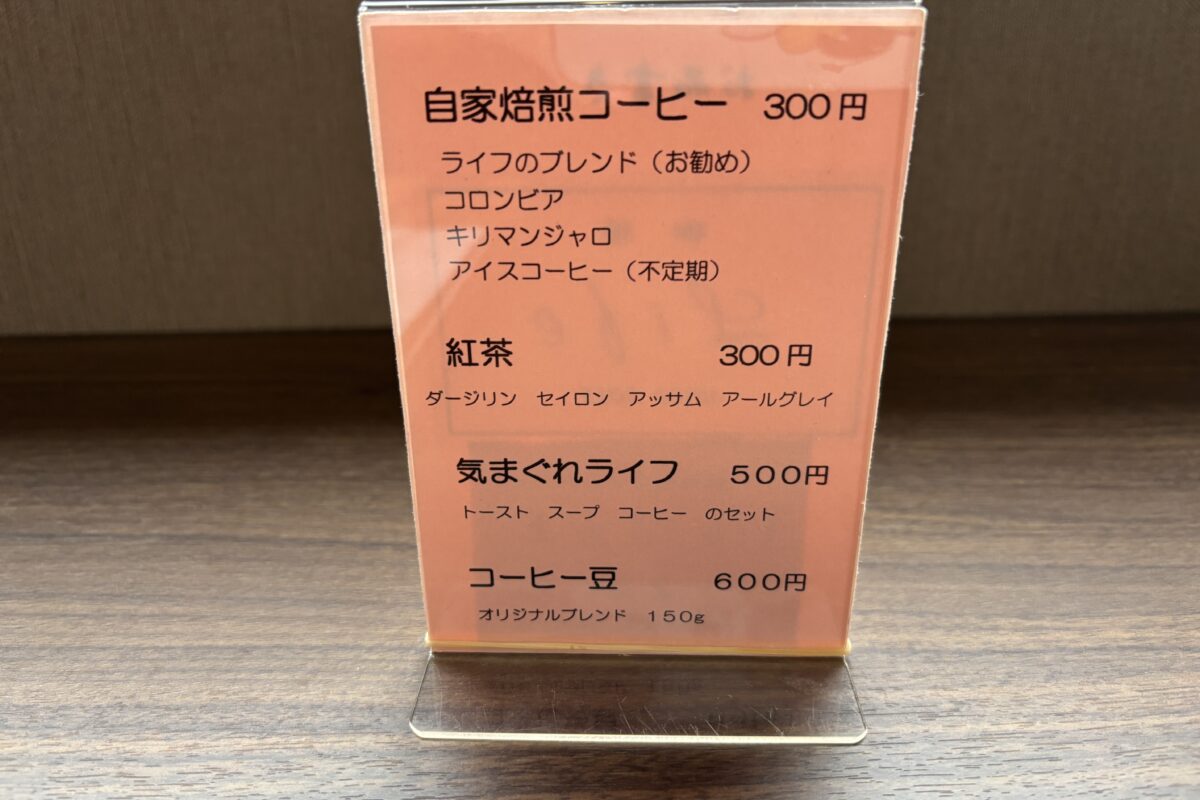 自家焙煎コーヒー 300円
ライフのブレンド（お勧め）
コロンビア
キリマンジャロ
アイスコーヒー（不定期）
紅茶 300円
ダージリン セイロン アッサム アールグレイ
気まぐれライフ 500円
トースト スープ コーヒー のセット
コーヒー豆 600円
オリジナルブレンド 150g